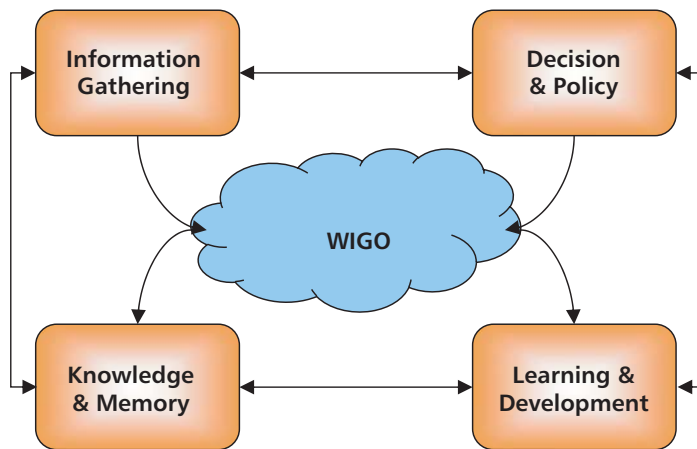 Information
Gathering
Decision
& Policy
WIGO
Knowledge
& Memory
Learning &
Development